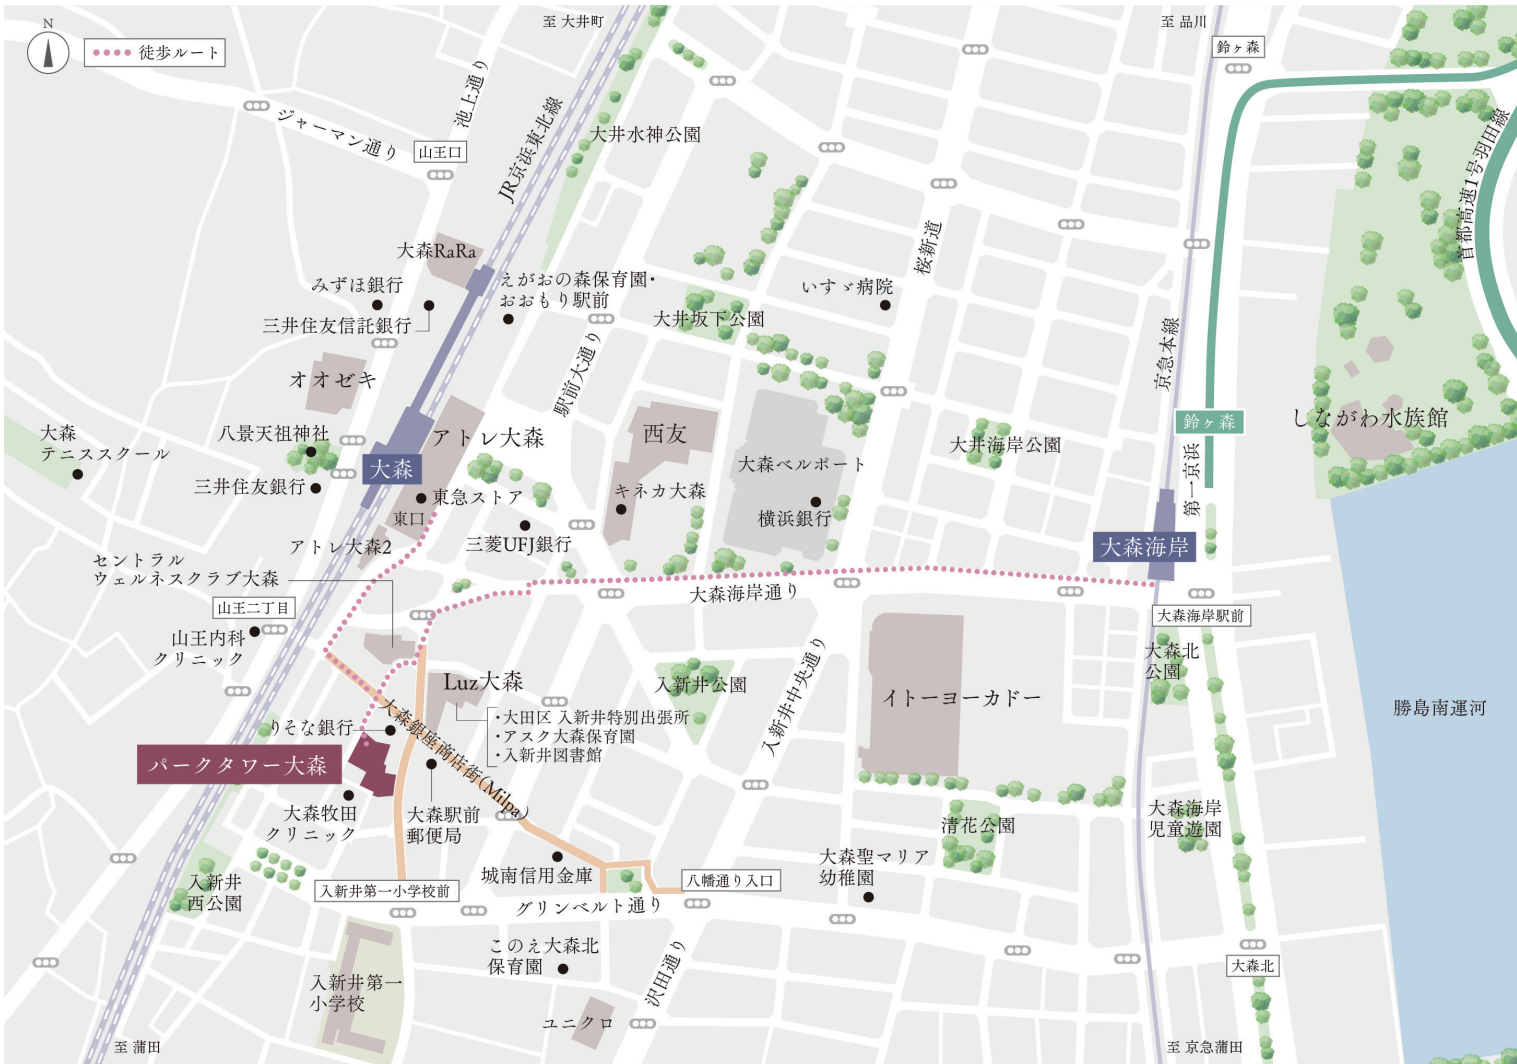 N
徒歩ルート
至 大井町
至 品川
鈴ヶ森
池上通り
ジャーマン通り
山王口
JR京浜東北線
大井水神公園
首都高速1号羽田線
大森RaRa
みずほ銀行
三井住友信託銀行
えがおの森保育園・
おおもり駅前
桜新道
いすゞ病院
大井坂下公園
京急本線
オオゼキ
駅前大通り
鈴ヶ森
しながわ水族館
大森
テニススクール
八景天祖神社
アトレ大森
西友
大井海岸公園
大森ベルポート
大森
三井住友銀行
東急ストア
キネカ大森
第一京浜
東口
横浜銀行
アトレ大森2
三菱UFJ銀行
大森海岸
セントラル
ウェルネスクラブ大森
大森海岸通り
山王二丁目
大森海岸駅前
山王内科
クリニック
大森北
公園
Luz大森
入新井公園
入新井中央通り
イトーヨーカドー
勝島南運河
・大田区 入新井特別出張所
・アスク大森保育園
・入新井図書館
りそな銀行
大森銀座商店街(Milpa)
パークタワー大森
大森牧田
クリニック
大森駅前
郵便局
清花公園
大森海岸
児童遊園
城南信用金庫
大森聖マリア
幼稚園
入新井
西公園
入新井第一小学校前
八幡通り入口
グリンベルト通り
このえ大森北
保育園
沢田通り
大森北
入新井第一
小学校
ユニクロ
至 蒲田
至 京急蒲田